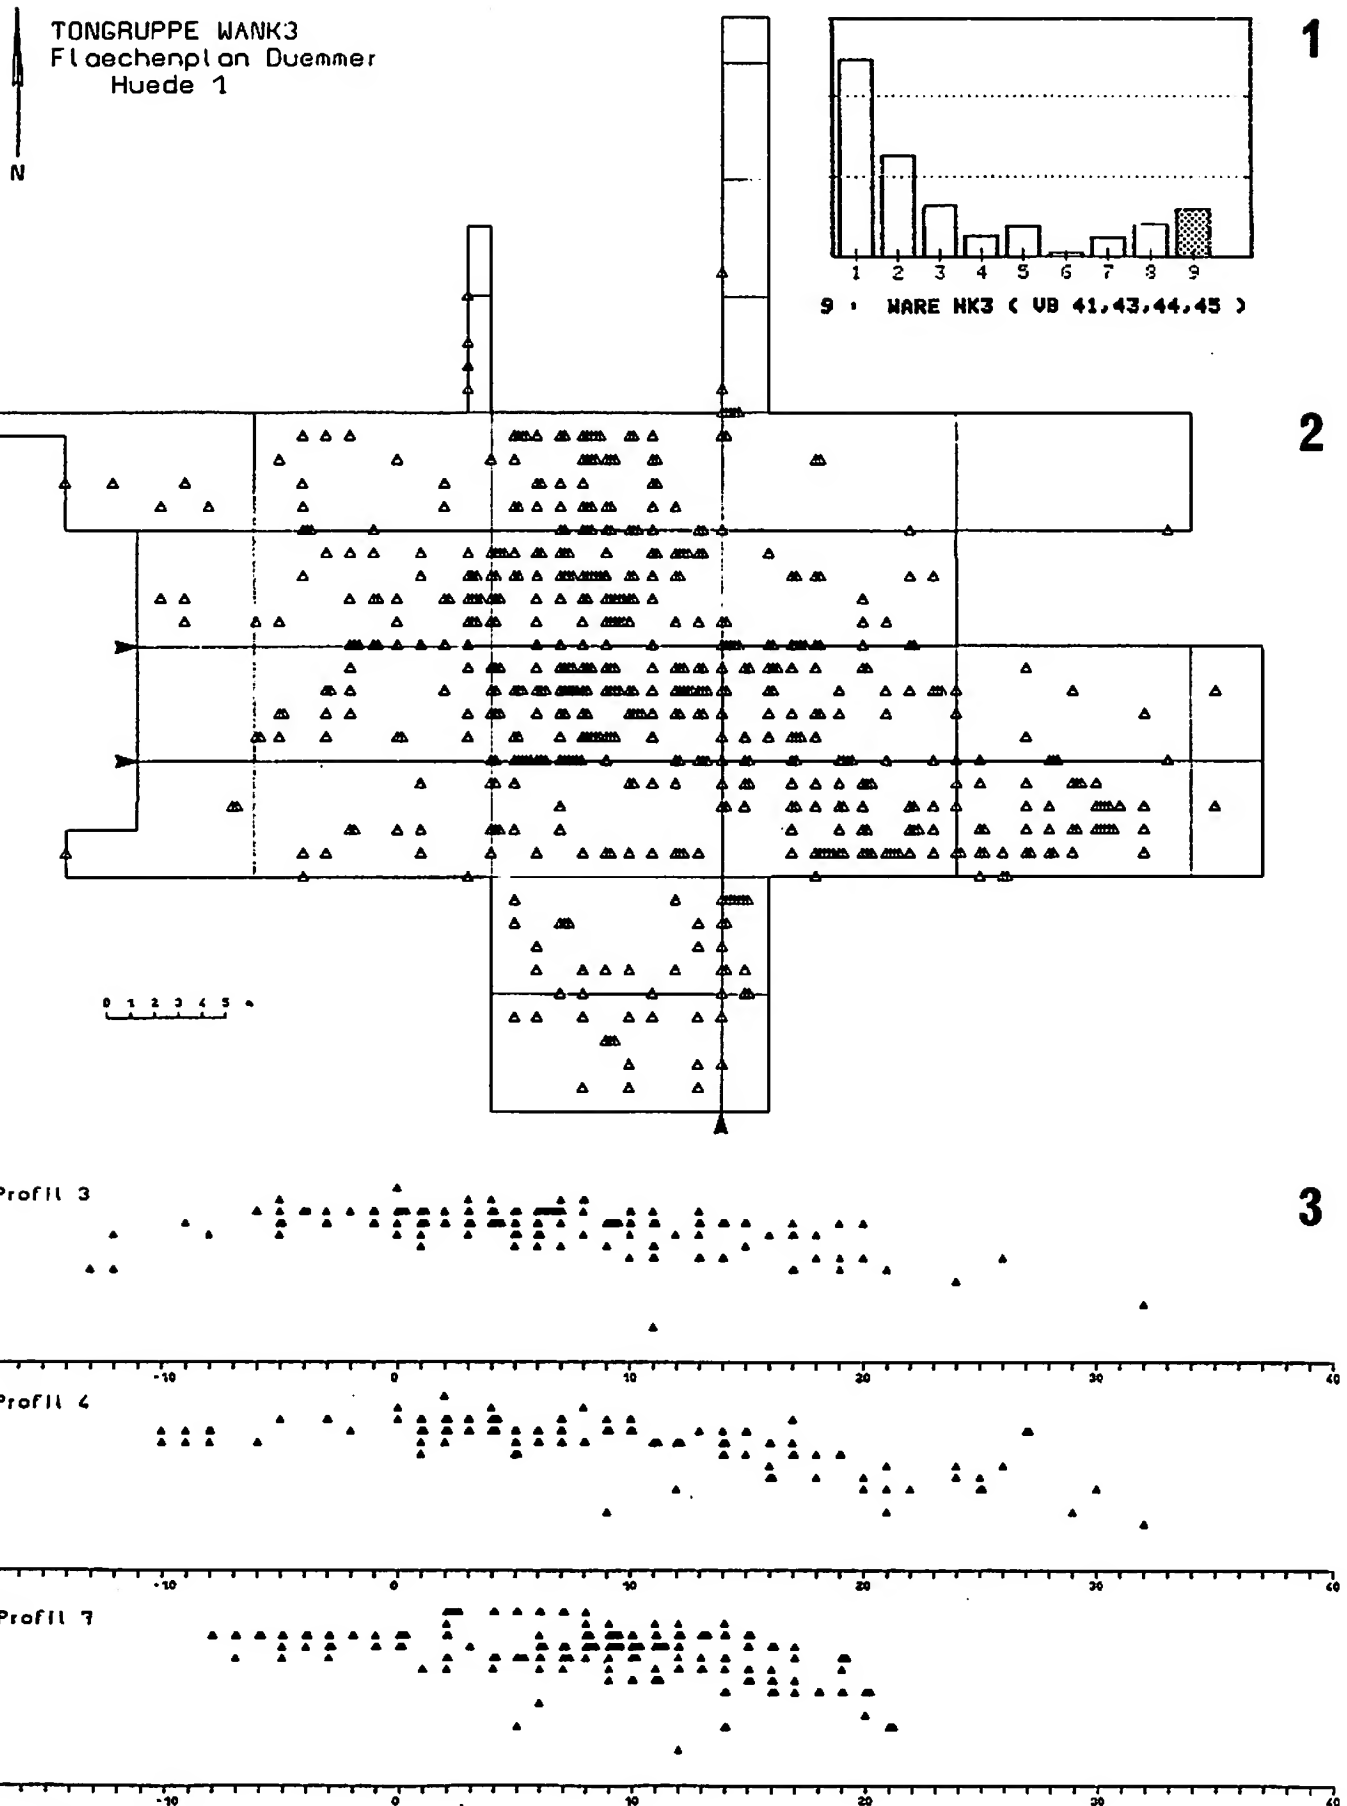 TONGRUPPE WANK3
Flaechenplan Duemmer
Huede 1
N
1
1 2 3 4 5 6 7 8 9
9 : WARE NK3 ( VB 41,43,44,45 )
2
0 1 2 3 4 5 m
Profil 3
3
-10 0 10 20 30 40
Profil 4
-10 0 10 20 30 40
Profil 7
-10 0 10 20 30 40